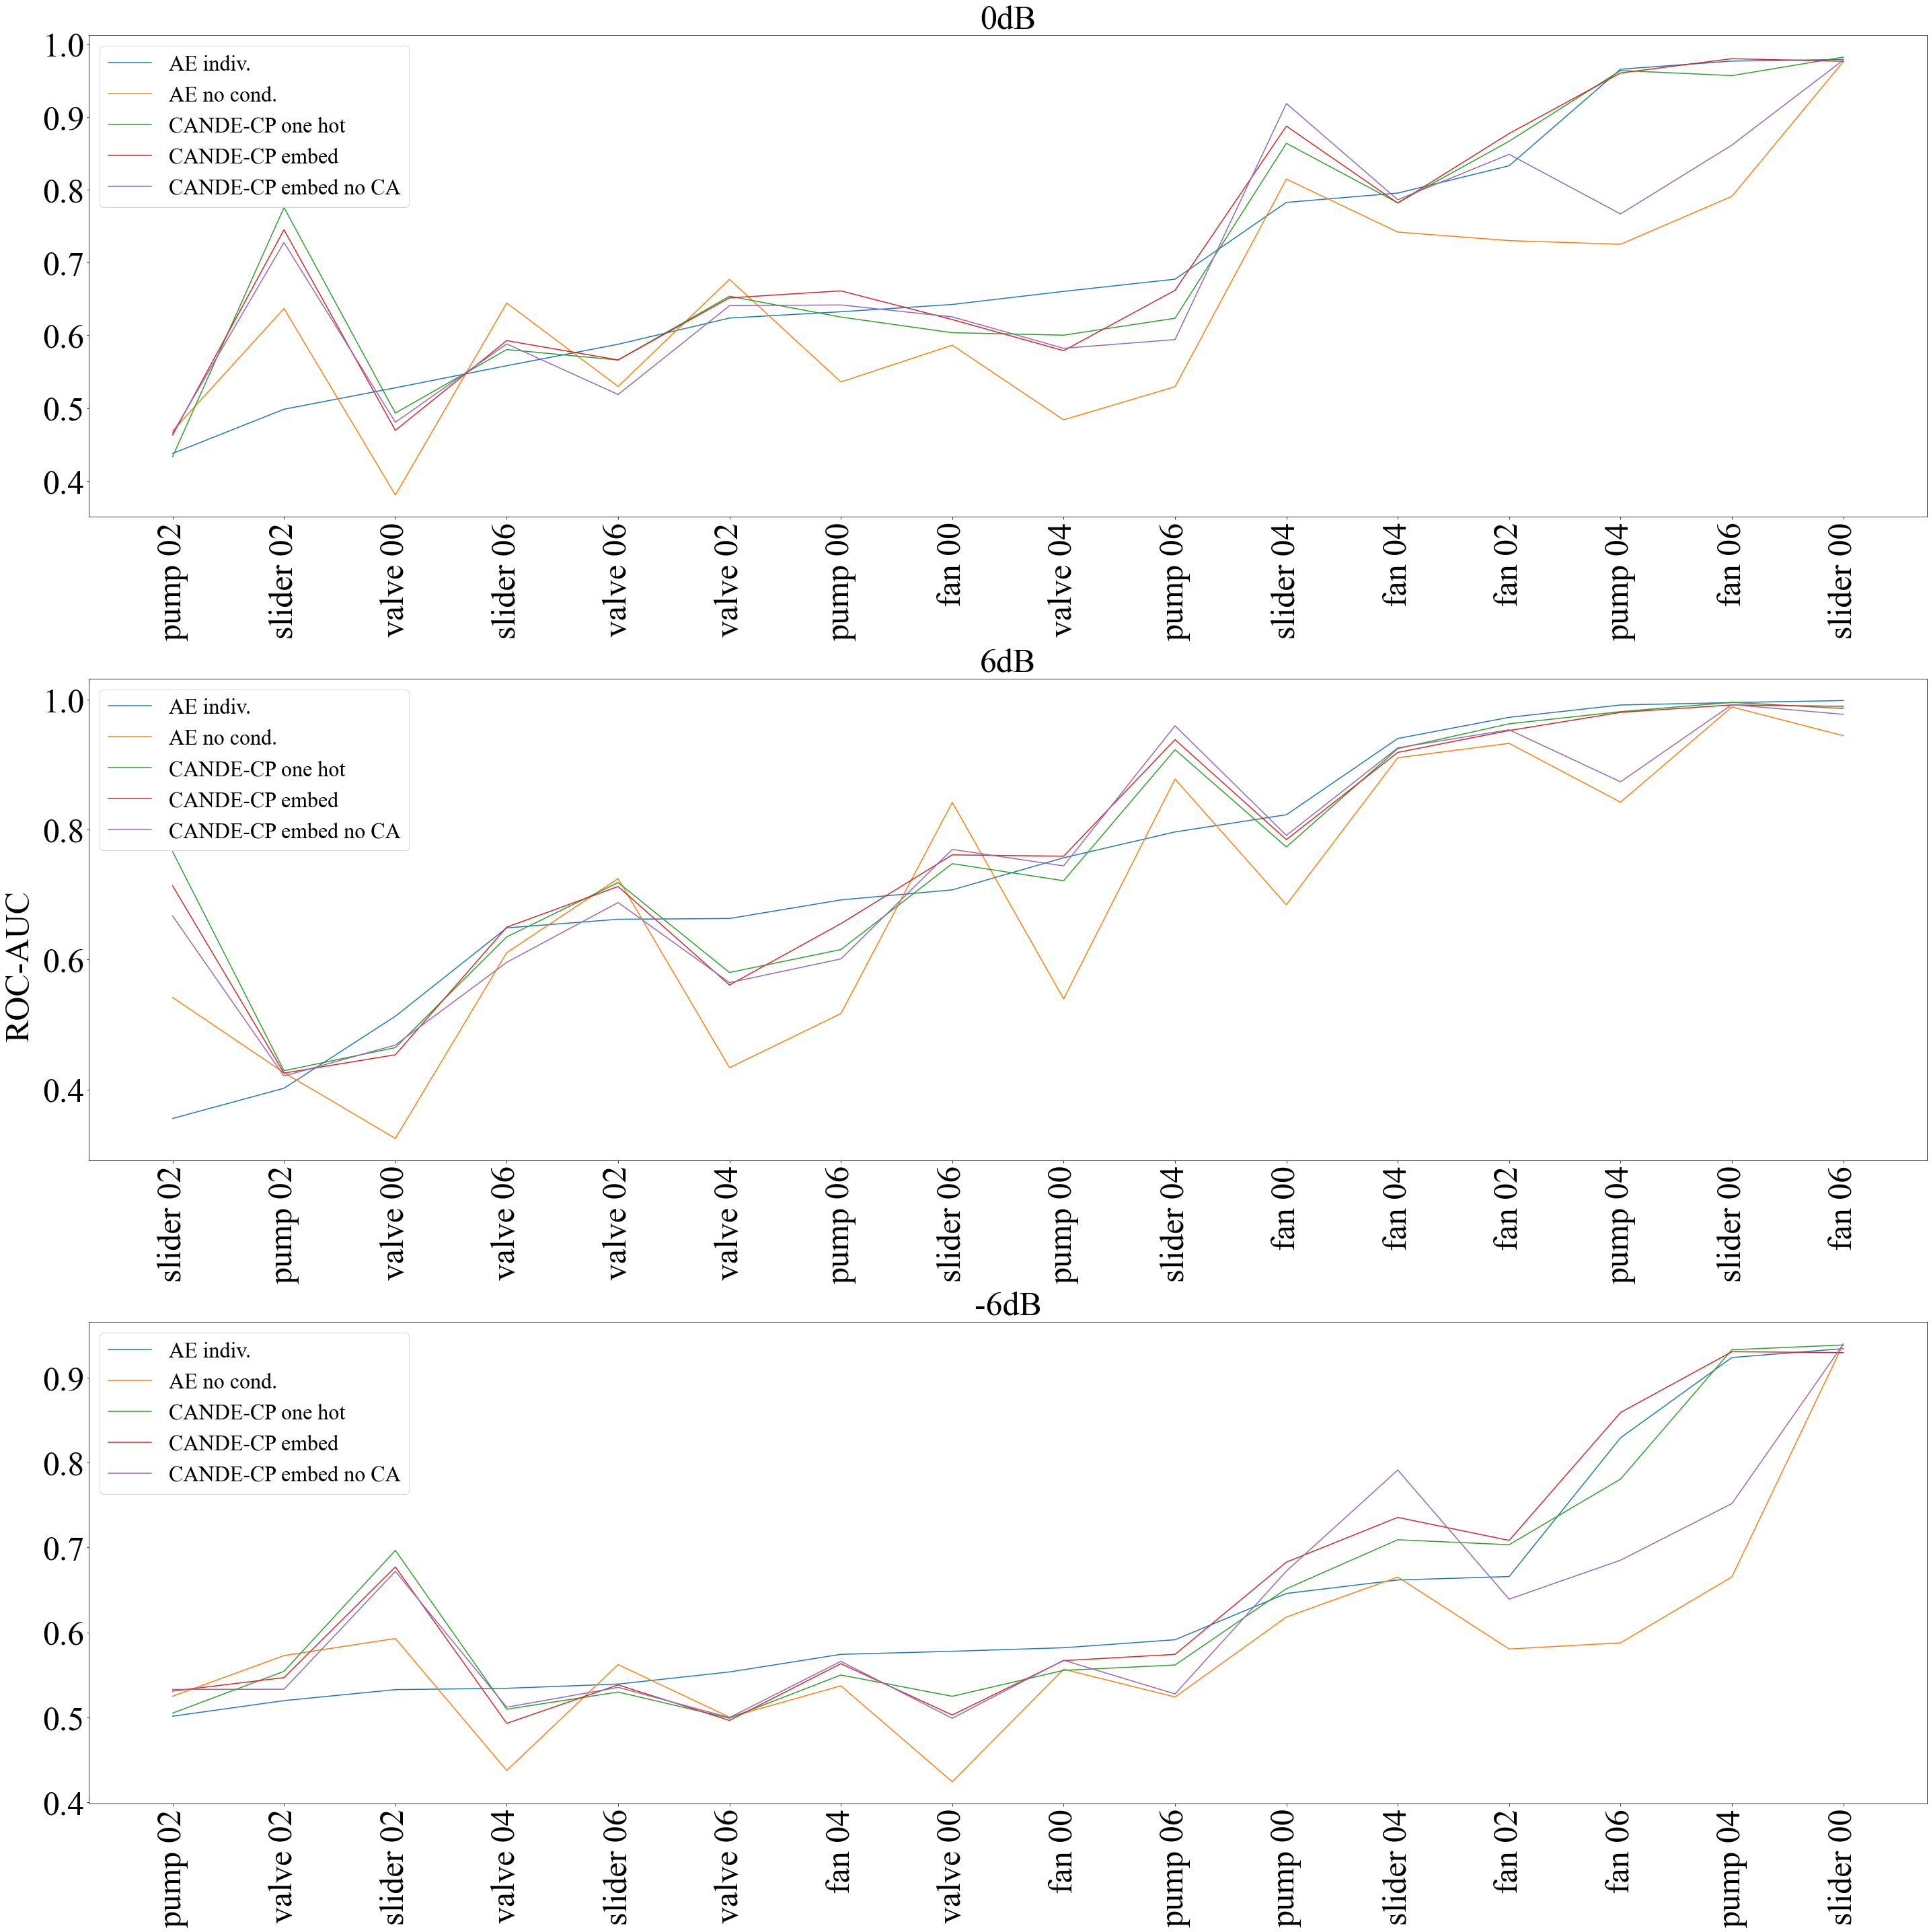 0dB
1.0
0.9
0.8
0.7
0.6
0.5
0.4
AE indiv.
AE no cond.
CANDE-CP one hot
CANDE-CP embed
CANDE-CP embed no CA
pump 02
slider 02
valve 00
slider 06
valve 06
valve 02
pump 00
fan 00
valve 04
pump 06
slider 04
fan 04
fan 02
pump 04
fan 06
slider 00
6dB
ROC-AUC
1.0
0.8
0.6
0.4
AE indiv.
AE no cond.
CANDE-CP one hot
CANDE-CP embed
CANDE-CP embed no CA
slider 02
pump 02
valve 00
valve 06
valve 02
valve 04
pump 06
slider 06
pump 00
slider 04
fan 00
fan 04
fan 02
pump 04
slider 00
fan 06
-6dB
0.9
0.8
0.7
0.6
0.5
0.4
AE indiv.
AE no cond.
CANDE-CP one hot
CANDE-CP embed
CANDE-CP embed no CA
pump 02
valve 02
slider 02
valve 04
slider 06
valve 06
fan 04
valve 00
fan 00
pump 06
pump 00
slider 04
fan 02
fan 06
pump 04
slider 00